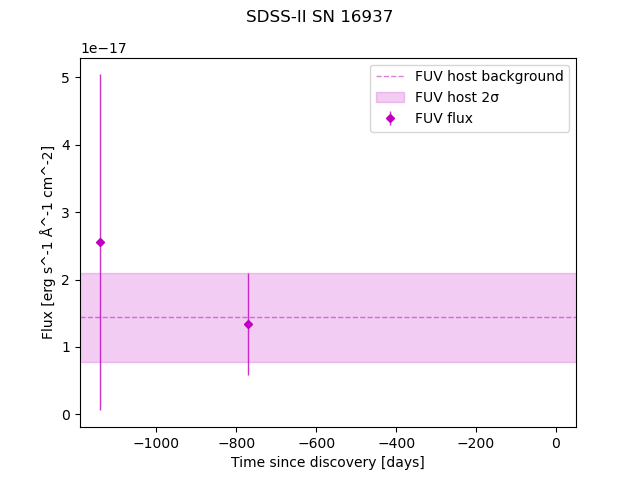 SDSS-II SN 16937
1e−17
FUV host background
FUV host 2σ
FUV flux
5
4
3
2
1
0
Flux [erg s^-1 Å^-1 cm^-2]
−1000
−800
−600
−400
−200
0
Time since discovery [days]